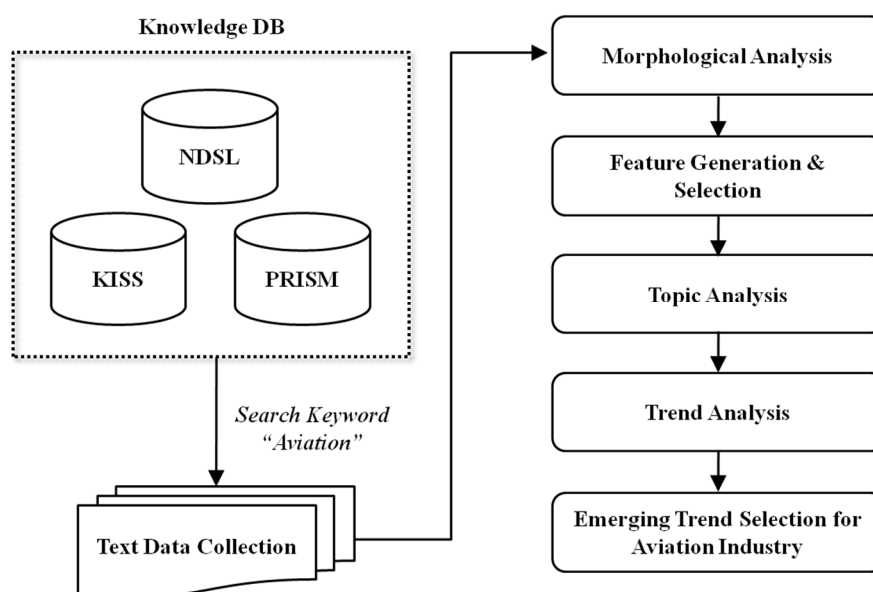 Knowledge DB
NDSL
KISS
PRISM
Search Keyword
“Aviation”
Text Data Collection
Morphological Analysis
Feature Generation &
Selection
Topic Analysis
Trend Analysis
Emerging Trend Selection for
Aviation Industry